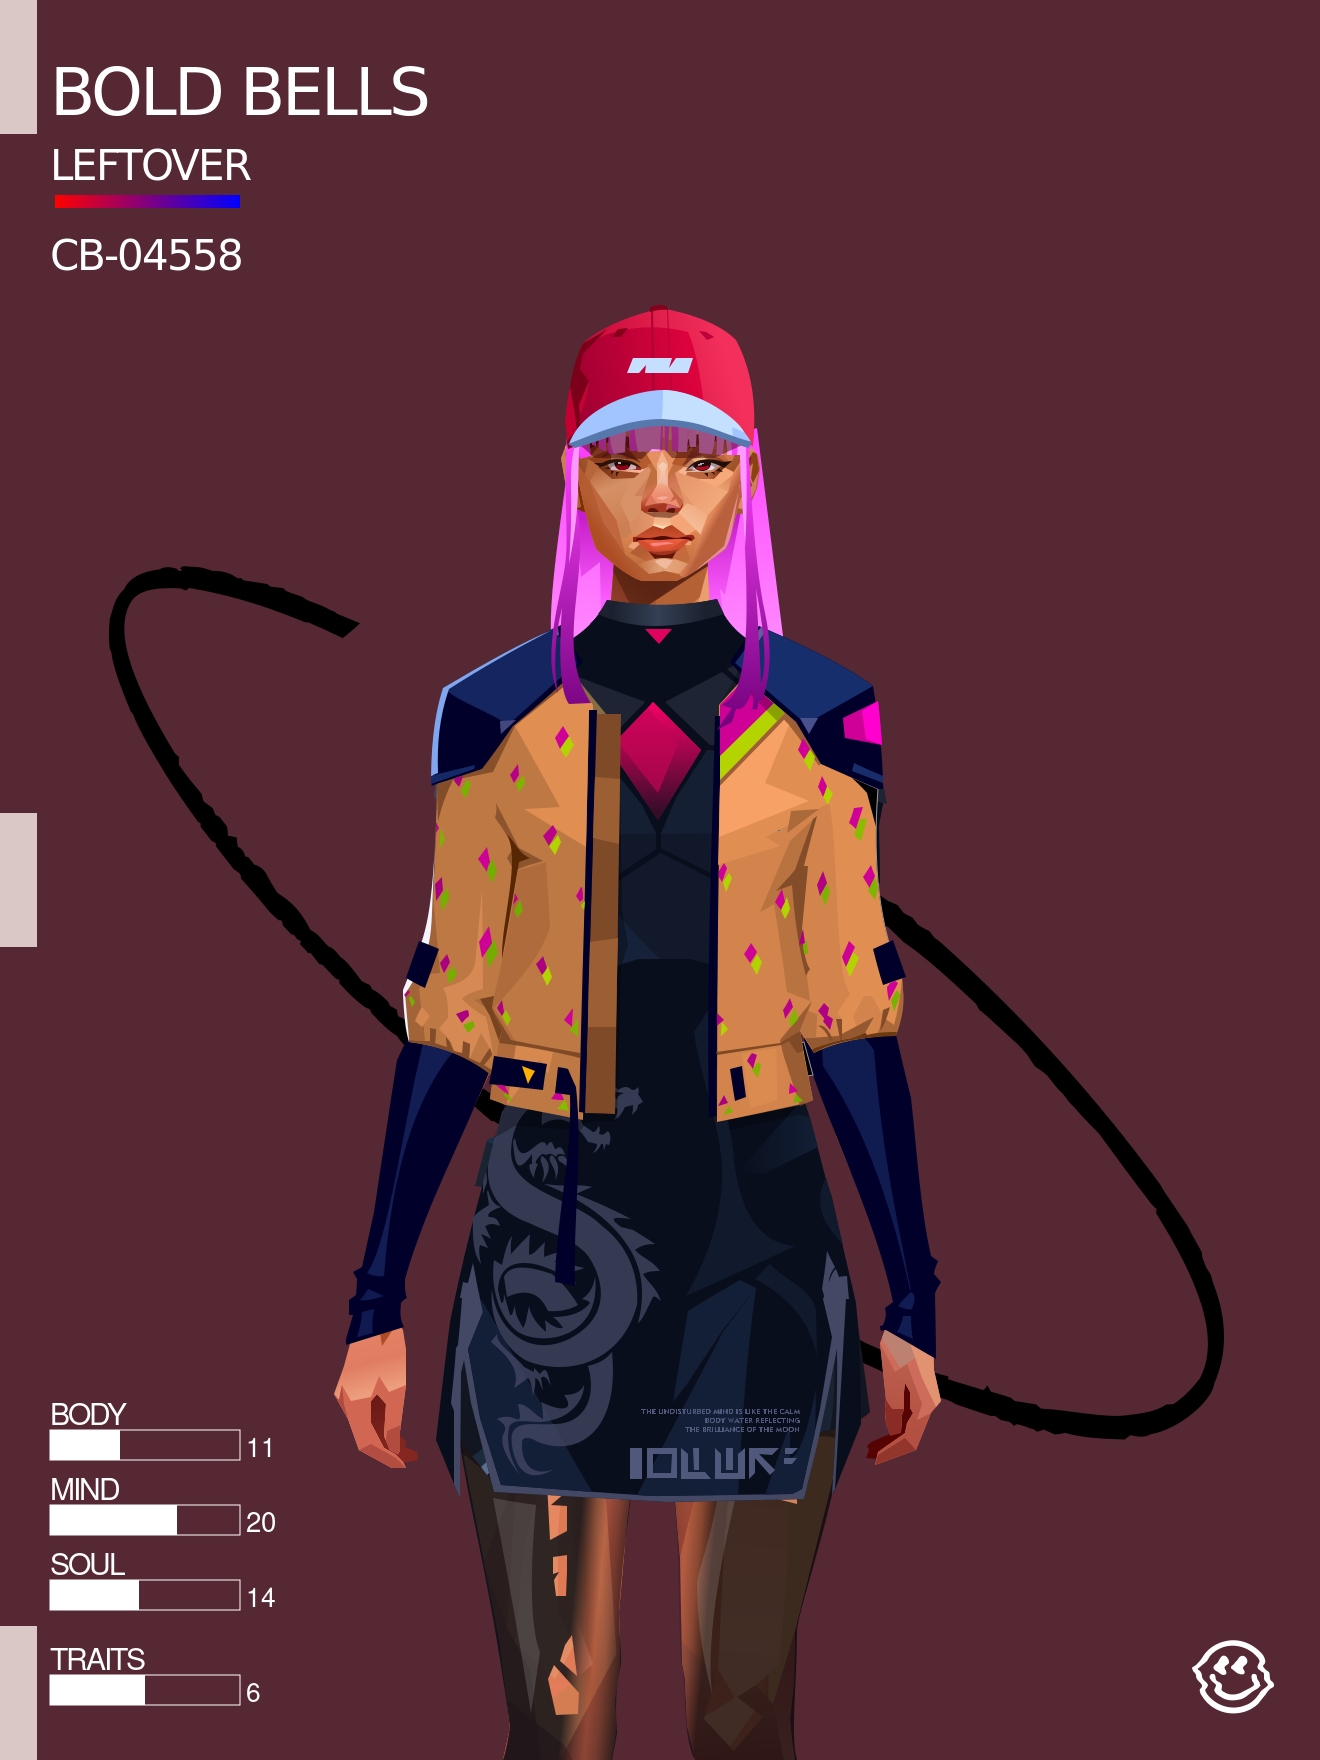 BOLD BELLS
LEFTOVER
CB-04558
THE UNDISTURBED MIND IS LIKE THE CALM
BODY WATER REFLECTING
THE BRILLIANCE OF THE MOON
BODY
11
MIND
20
SOUL
14
TRAITS
6